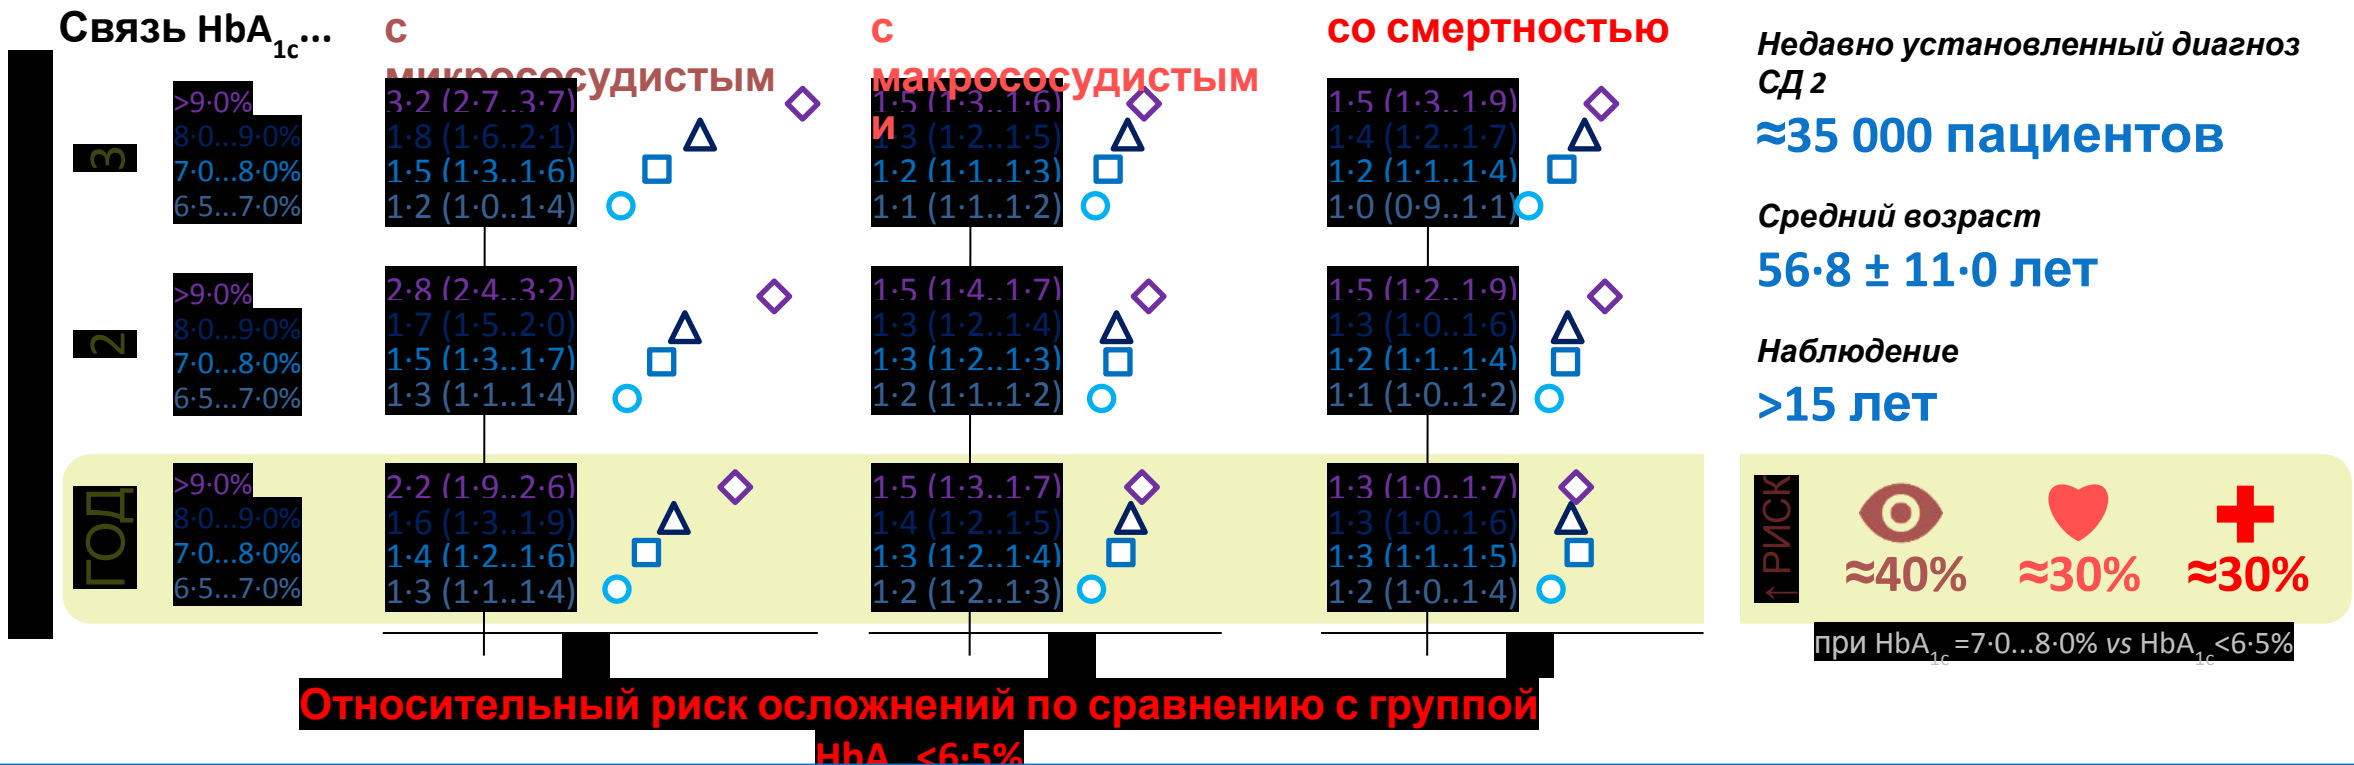 Связь HbA1c...
с
микрососудистым
с
макрососудистым
и
со смертностью
3
>9·0%
8·0...9·0%
7·0...8·0%
6·5...7·0%
3·2 (2·7..3·7)
1·8 (1·6..2·1)
1·5 (1·3..1·6)
1·2 (1·0..1·4)
1·5 (1·3..1·6)
·3 (1·2..1·5)
1·2 (1·1..1·3)
1·1 (1·1..1·2)
1·5 (1·3..1·9)
1·4 (1·2..1·7)
1·2 (1·1..1·4)
1·0 (0·9..1·1)
2
>9·0%
8·0...9·0%
7·0...8·0%
6·5...7·0%
2·8 (2·4..3·2)
1·7 (1·5..2·0)
1·5 (1·3..1·7)
1·3 (1·1..1·4)
1·5 (1·4..1·7)
1·3 (1·2..1·4)
1·3 (1·2..1·3)
1·2 (1·1..1·2)
1·5 (1·2..1·9)
1·3 (1·0..1·6)
1·2 (1·1..1·4)
1·1 (1·0..1·2)
ГОД
>9·0%
8·0...9·0%
7·0...8·0%
6·5...7·0%
2·2 (1·9..2·6)
1·6 (1·3..1·9)
1·4 (1·2..1·6)
1·3 (1·1..1·4)
1·5 (1·3..1·7)
1·4 (1·2..1·5)
1·3 (1·2..1·4)
1·2 (1·2..1·3)
1·3 (1·0..1·7)
1·3 (1·0..1·6)
1·3 (1·1..1·5)
1·2 (1·0..1·4)
Относительный риск осложнений по сравнению с группой
HbA <6·5%
Недавно установленный диагноз
СД 2
≈35 000 пациентов
Средний возраст
56·8 ± 11·0 лет
Наблюдение
>15 лет
↑ РИСК
≈40%
≈30%
≈30%
при HbA1c=7·0...8·0% vs HbA1c<6·5%